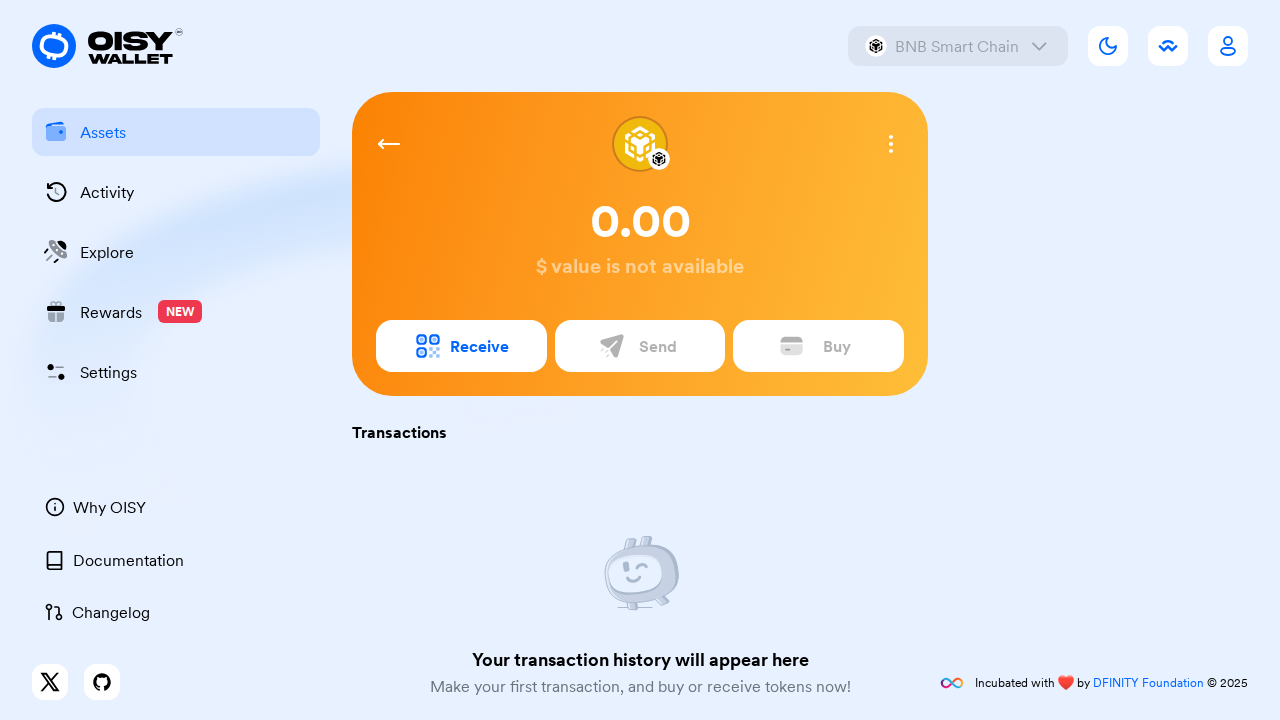 OISY
WALLET
BNB Smart Chain
Assets
Activity
Explore
Rewards NEW
Settings
Why OISY
Documentation
Changelog
0.00
$ value is not available
Receive
Send
Buy
Transactions
Your transaction history will appear here
Make your first transaction, and buy or receive tokens now!
Incubated with ❤️ by DFINITY Foundation © 2025